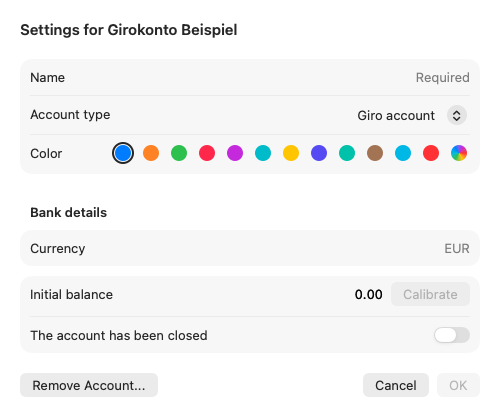 Settings for Girokonto Beispiel
Name Required
Account type Giro account
Color
Bank details
Currency EUR
Initial balance 0.00 Calibrate
The account has been closed
Remove Account... Cancel OK